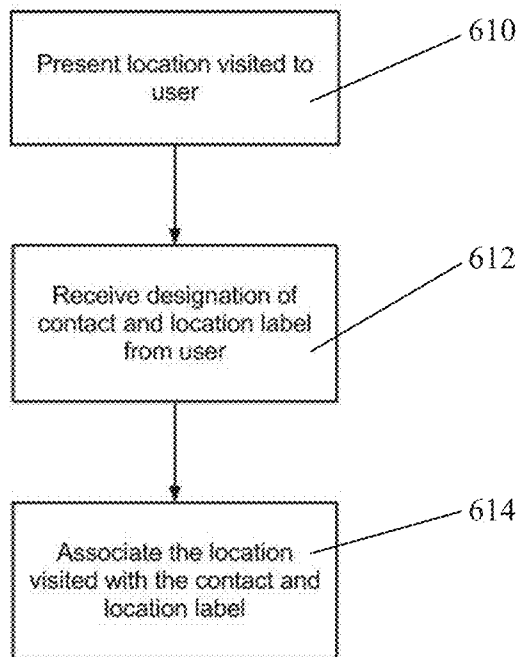 610
Present location visited to
user
612
Receive designation of
contact and location label
from user
614
Associate the location
visited with the contact and
location label